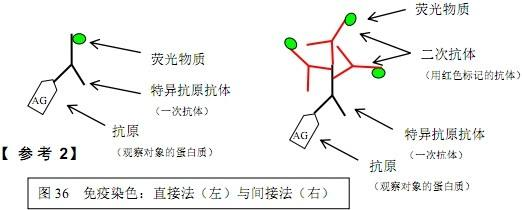 荧光物质
特异抗原抗体
（一次抗体）
AG
抗原
（观察对象的蛋白质）
【 参 考 2】
荧光物质
二次抗体
（用红色标记的抗体）
特异抗原抗体
（一次抗体）
AG
抗原
（观察对象的蛋白质）
图 36 免疫染色：直接法（左）与间接法（右）